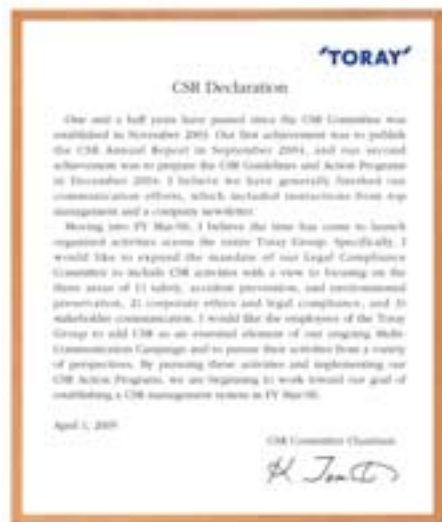 'TORAY'
CSR Declaration
One and a half years have passed since the CSR Committee was
established in November 2003. Our first achievement was to publish
the CSR Annual Report in September 2004, and our second
achievement was to prepare the CSR Guidelines and Action Programs
in December 2004. I believe we have generally finished our
communication efforts, which included instructions from top
management and a company newsletter.
Moving into FY Mar/06, I believe the time has come to launch
organized activities across the entire Toray Group. Specifically, I
would like to expand the mandate of our Legal Compliance
Committee to include CSR activities with a view to focusing on the
three areas of 1) safety, accident prevention, and environmental
preservation, 2) corporate ethics and legal compliance, and 3)
stakeholder communication. I would like the employees of the Toray
Group to add CSR as an essential element of our ongoing
Communication Campaign and to pursue their activities from a variety
of perspectives. By pursuing these activities and implementing our
CSR Action Programs, we are beginning to work toward our goal of
establishing a CSR management system in FY Mar/06.
April 1, 2005
CSR Committee Chairman